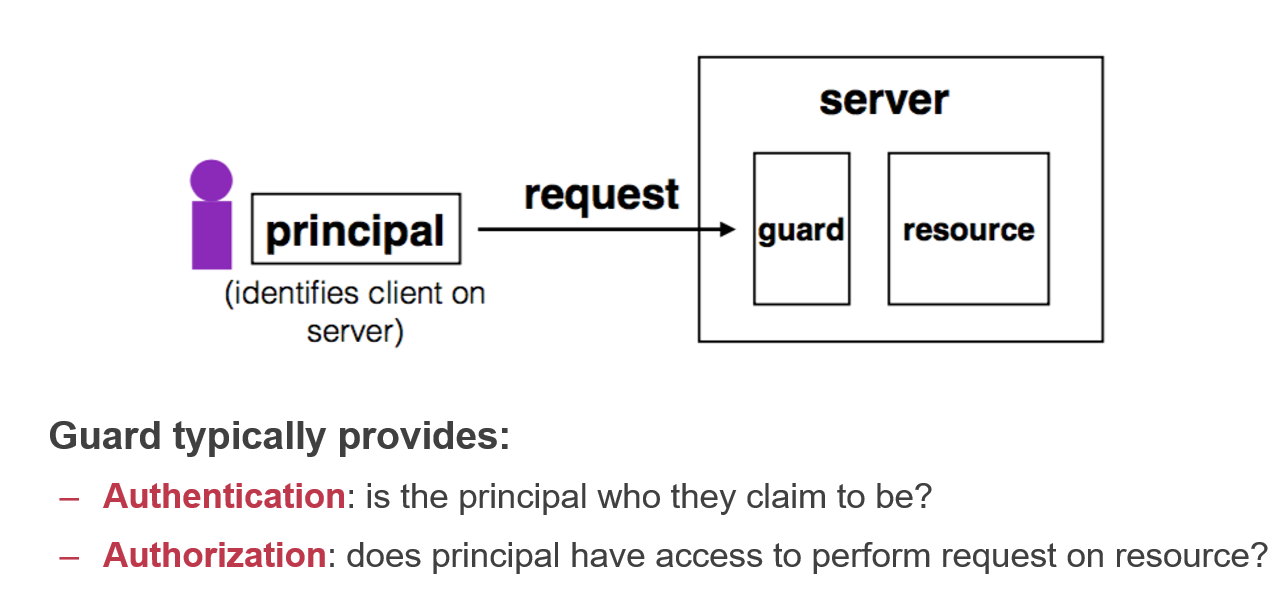 server
request
principal
guard
resource
(identifies client on
server)
Guard typically provides:
– Authentication: is the principal who they claim to be?
– Authorization: does principal have access to perform request on resource?